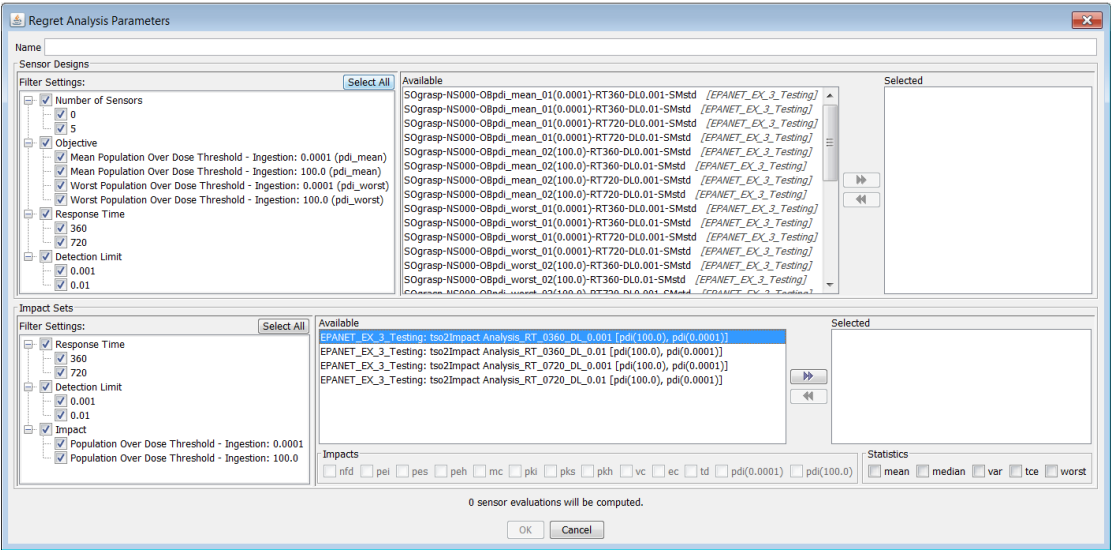 Regret Analysis Parameters
Name
Sensor Designs
Filter Settings:
Select All
Number of Sensors
0
5
Objective
Mean Population Over Dose Threshold - Ingestion: 0.0001 (pdi_mean)
Mean Population Over Dose Threshold - Ingestion: 100.0 (pdi_mean)
Worst Population Over Dose Threshold - Ingestion: 0.0001 (pdi_worst)
Worst Population Over Dose Threshold - Ingestion: 100.0 (pdi_worst)
Response Time
360
720
Detection Limit
0.001
0.01
Available
SOgrasp-NS000-OBpdi_mean_01(0.0001)-RT360-DL0.001-SMstd [EPANET_EX_3_Testing]
SOgrasp-NS000-OBpdi_mean_01(0.0001)-RT360-DL0.01-SMstd [EPANET_EX_3_Testing]
SOgrasp-NS000-OBpdi_mean_01(0.0001)-RT720-DL0.001-SMstd [EPANET_EX_3_Testing]
SOgrasp-NS000-OBpdi_mean_01(0.0001)-RT720-DL0.01-SMstd [EPANET_EX_3_Testing]
SOgrasp-NS000-OBpdi_mean_02(100.0)-RT360-DL0.001-SMstd [EPANET_EX_3_Testing]
SOgrasp-NS000-OBpdi_mean_02(100.0)-RT360-DL0.01-SMstd [EPANET_EX_3_Testing]
SOgrasp-NS000-OBpdi_mean_02(100.0)-RT720-DL0.001-SMstd [EPANET_EX_3_Testing]
SOgrasp-NS000-OBpdi_mean_02(100.0)-RT720-DL0.01-SMstd [EPANET_EX_3_Testing]
SOgrasp-NS000-OBpdi_worst_01(0.0001)-RT360-DL0.001-SMstd [EPANET_EX_3_Testing]
SOgrasp-NS000-OBpdi_worst_01(0.0001)-RT360-DL0.01-SMstd [EPANET_EX_3_Testing]
SOgrasp-NS000-OBpdi_worst_01(0.0001)-RT720-DL0.001-SMstd [EPANET_EX_3_Testing]
SOgrasp-NS000-OBpdi_worst_01(0.0001)-RT720-DL0.01-SMstd [EPANET_EX_3_Testing]
SOgrasp-NS000-OBpdi_worst_02(100.0)-RT360-DL0.001-SMstd [EPANET_EX_3_Testing]
SOgrasp-NS000-OBpdi_worst_02(100.0)-RT360-DL0.01-SMstd [EPANET_EX_3_Testing]
SOgrasp-NS000-OBpdi_worst_02(100.0)-RT720-DL0.001-SMstd [EPANET_EX_3_Testing]
Selected
Impact Sets
Filter Settings:
Select All
Response Time
360
720
Detection Limit
0.001
0.01
Impact
Population Over Dose Threshold - Ingestion: 0.0001
Population Over Dose Threshold - Ingestion: 100.0
Available
EPANET_EX_3_Testing: tso2Impact Analysis_RT_0360_DL_0.001 [pdi(100.0), pdi(0.0001)]
EPANET_EX_3_Testing: tso2Impact Analysis_RT_0360_DL_0.01 [pdi(100.0), pdi(0.0001)]
EPANET_EX_3_Testing: tso2Impact Analysis_RT_0720_DL_0.001 [pdi(100.0), pdi(0.0001)]
EPANET_EX_3_Testing: tso2Impact Analysis_RT_0720_DL_0.01 [pdi(100.0), pdi(0.0001)]
Selected
Impacts
nfd pei pes peh mc pki pks pkh vc ec td pdi(0.0001) pdi(100.0)
Statistics
mean median var tce worst
0 sensor evaluations will be computed.
OK Cancel